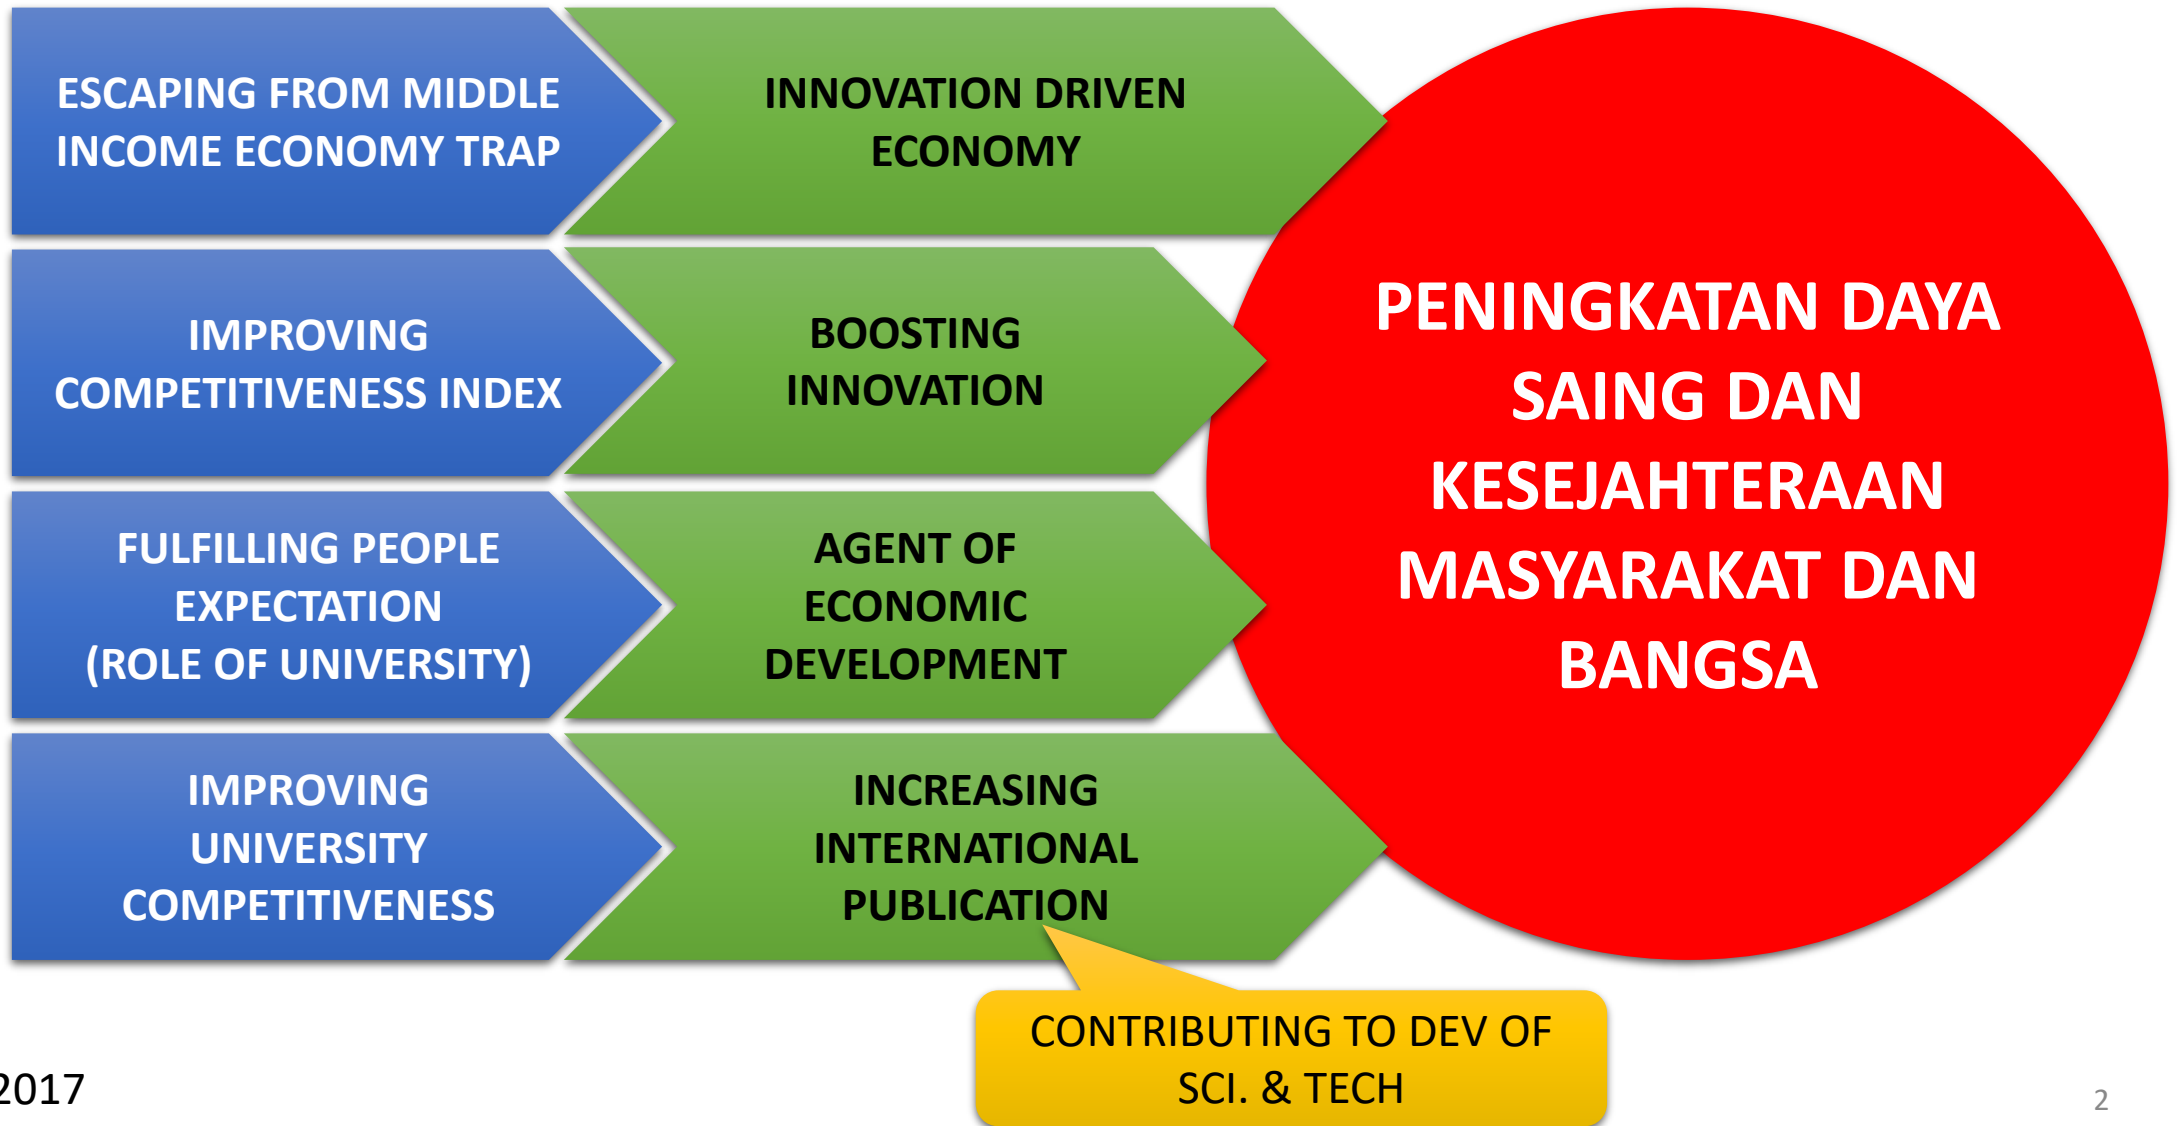 ESCAPING FROM MIDDLE
INCOME ECONOMY TRAP
INNOVATION DRIVEN
ECONOMY
IMPROVING
COMPETITIVENESS INDEX
BOOSTING
INNOVATION
FULFILLING PEOPLE
EXPECTATION
(ROLE OF UNIVERSITY)
AGENT OF
ECONOMIC
DEVELOPMENT
IMPROVING
UNIVERSITY
COMPETITIVENESS
INCREASING
INTERNATIONAL
PUBLICATION
PENINGKATAN DAYA
SAING DAN
KESEJAHTERAAN
MASYARAKAT DAN
BANGSA
CONTRIBUTING TO DEV OF
SCI. & TECH
2017
2